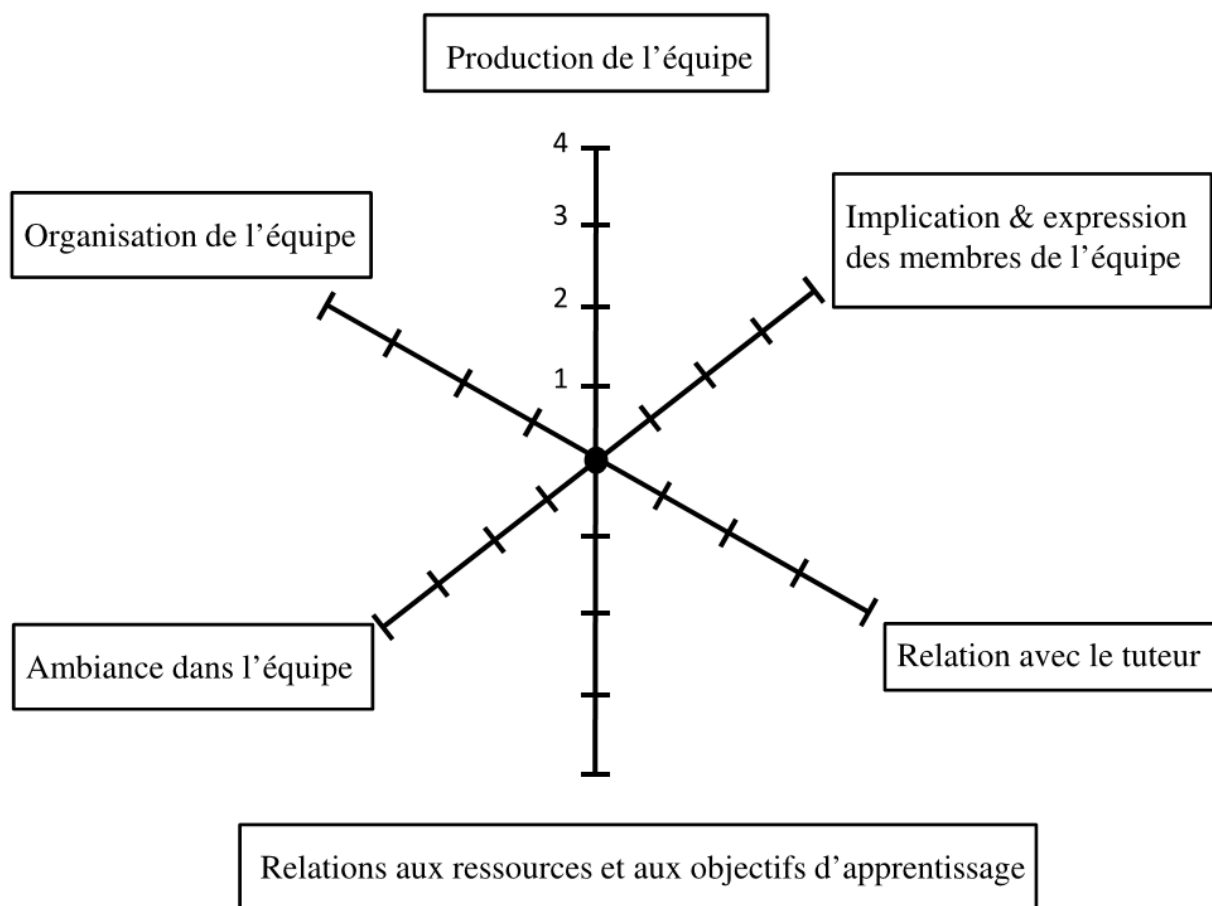 Production de l’équipe
4
Organisation de l’équipe
Implication & expression
des membres de l’équipe
3
2
1
Ambiance dans l’équipe
Relation avec le tuteur
Relations aux ressources et aux objectifs d’apprentissage